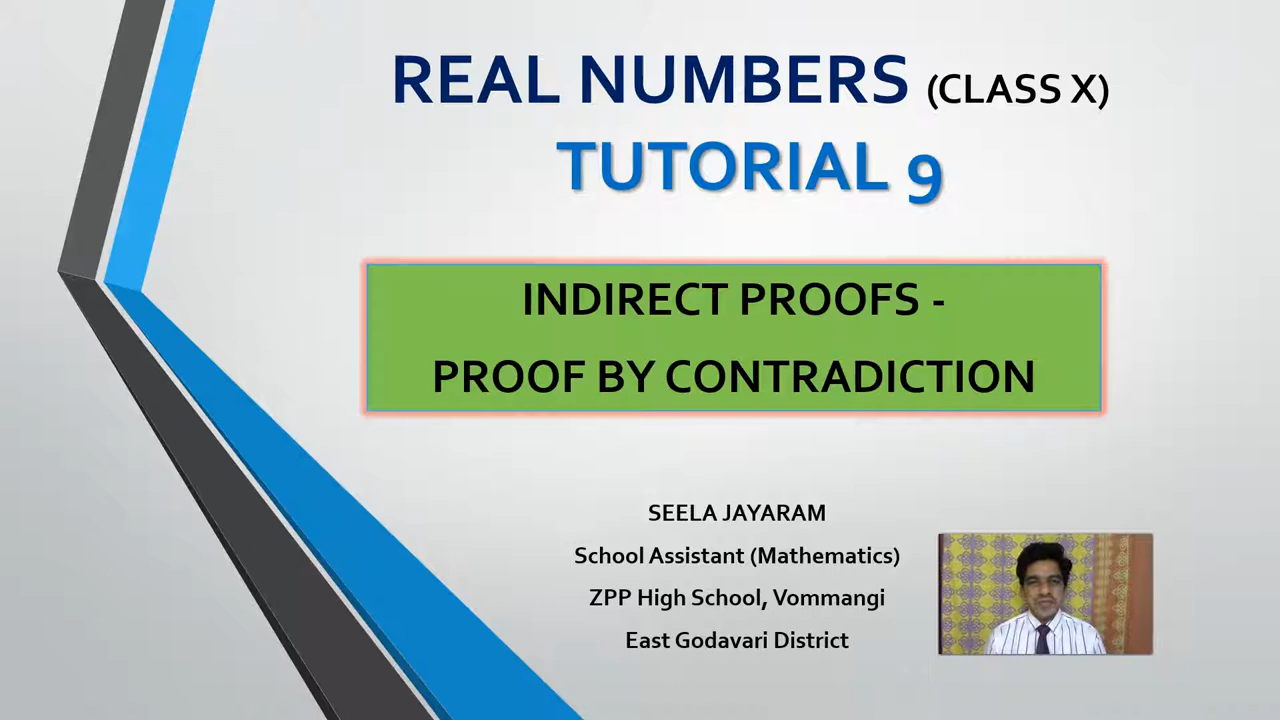 REAL NUMBERS (CLASS X)
TUTORIAL 9
INDIRECT PROOFS -
PROOF BY CONTRADICTION
SEELA JAYARAM
School Assistant (Mathematics)
ZPP High School, Vommangi
East Godavari District